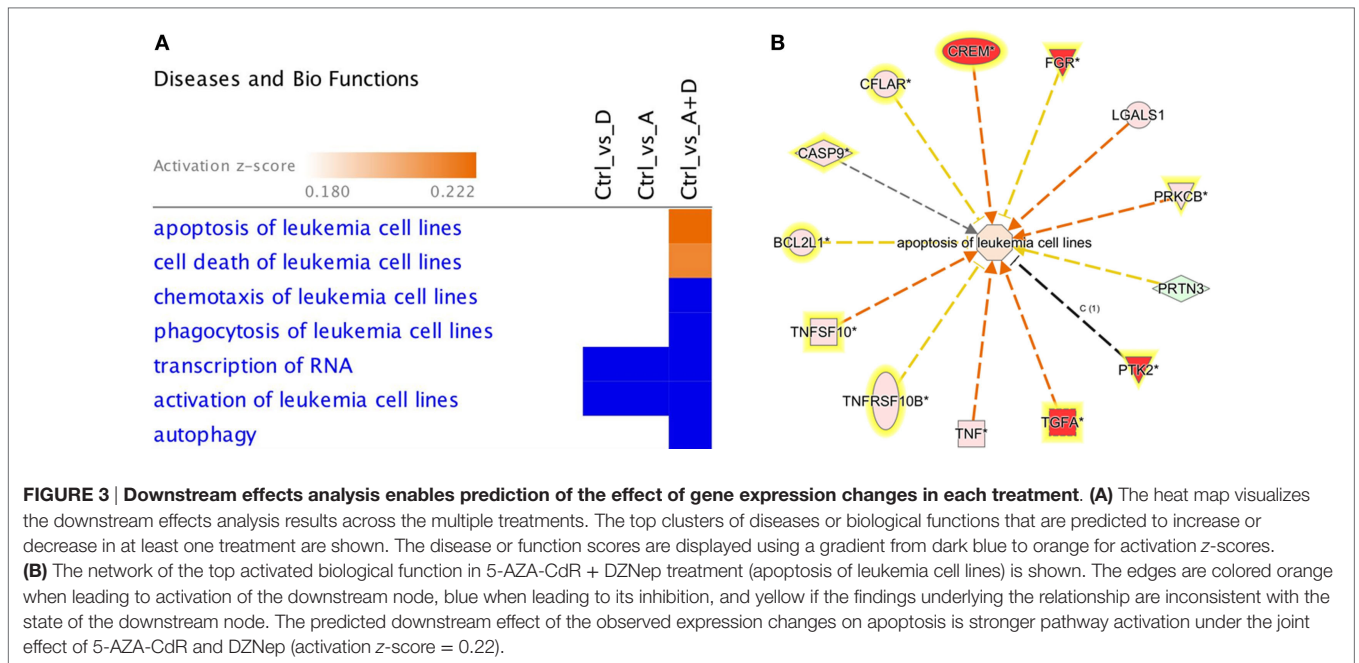 A
Diseases and Bio Functions
Activation z-score
0.180 0.222
Ctrl_vs_D
Ctrl_vs_A
Ctrl_vs_A+D
apoptosis of leukemia cell lines
cell death of leukemia cell lines
chemotaxis of leukemia cell lines
phagocytosis of leukemia cell lines
transcription of RNA
activation of leukemia cell lines
autophagy
B
CREM*
FGR*
CFLAR*
LGALS1
CASP9*
PRKCB*
BCL2L1*
apoptosis of leukemia cell lines
PRTN3
C (1)
TNFSF10*
PTK2*
TNFRSF10B*
TNF*
TGFA*
FIGURE 3 | Downstream effects analysis enables prediction of the effect of gene expression changes in each treatment. (A) The heat map visualizes
the downstream effects analysis results across the multiple treatments. The top clusters of diseases or biological functions that are predicted to increase or
decrease in at least one treatment are shown. The disease or function scores are displayed using a gradient from dark blue to orange for activation z-scores.
(B) The network of the top activated biological function in 5-AZA-CdR + DZNep treatment (apoptosis of leukemia cell lines) is shown. The edges are colored orange
when leading to activation of the downstream node, blue when leading to its inhibition, and yellow if the findings underlying the relationship are inconsistent with the
state of the downstream node. The predicted downstream effect of the observed expression changes on apoptosis is stronger pathway activation under the joint
effect of 5-AZA-CdR and DZNep (activation z-score = 0.22).